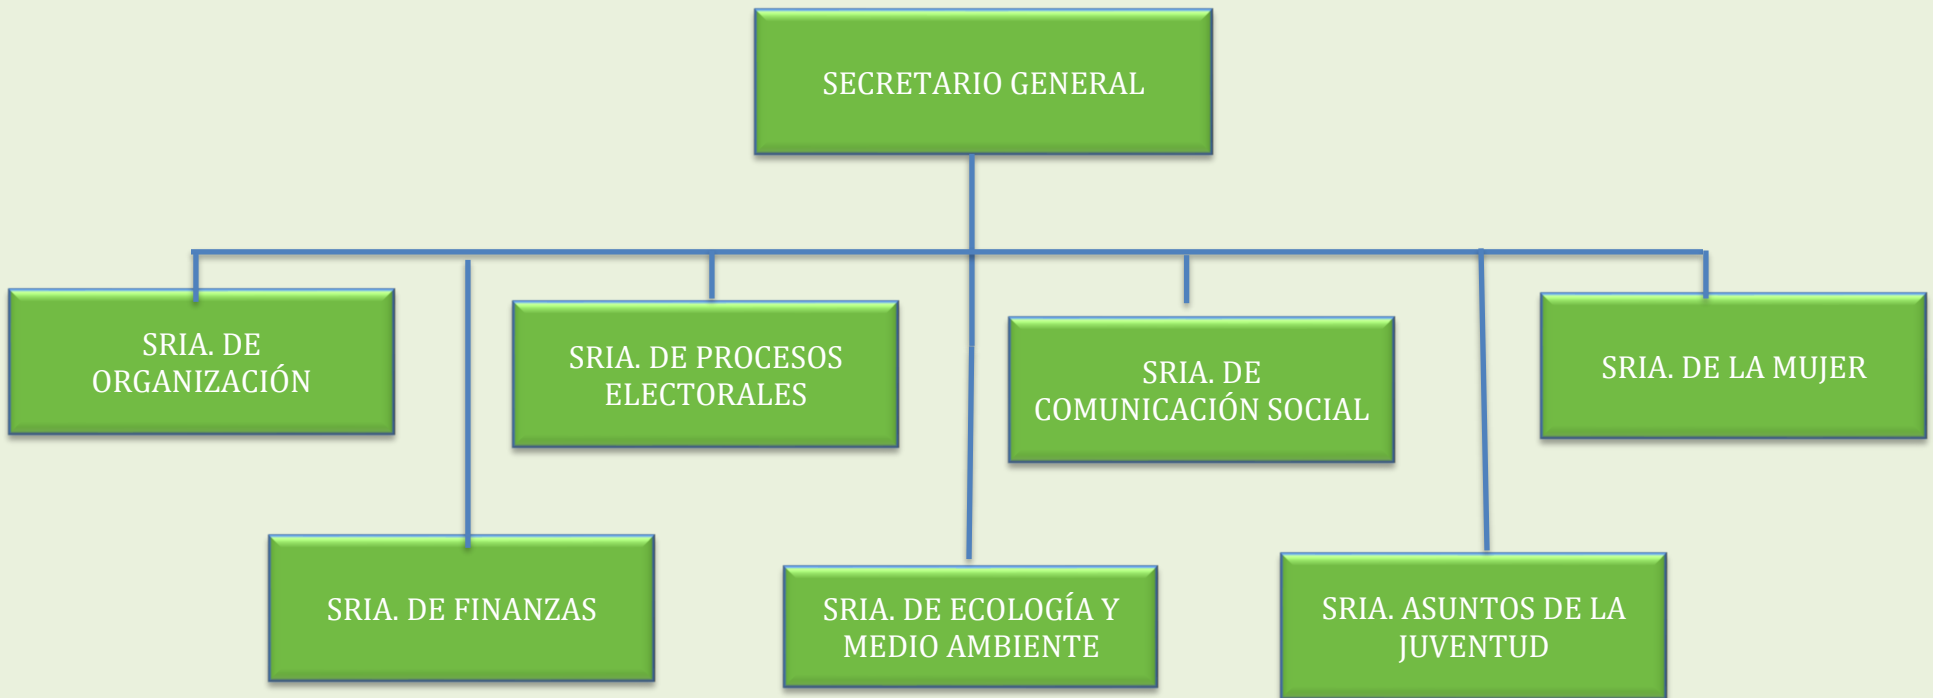 SECRETARIO GENERAL
SRIA. DE
ORGANIZACIÓN
SRIA. DE PROCESOS
ELECTORALES
SRIA. DE
COMUNICACIÓN SOCIAL
SRIA. DE LA MUJER
SRIA. DE FINANZAS
SRIA. DE ECOLOGÍA Y
MEDIO AMBIENTE
SRIA. ASUNTOS DE LA
JUVENTUD